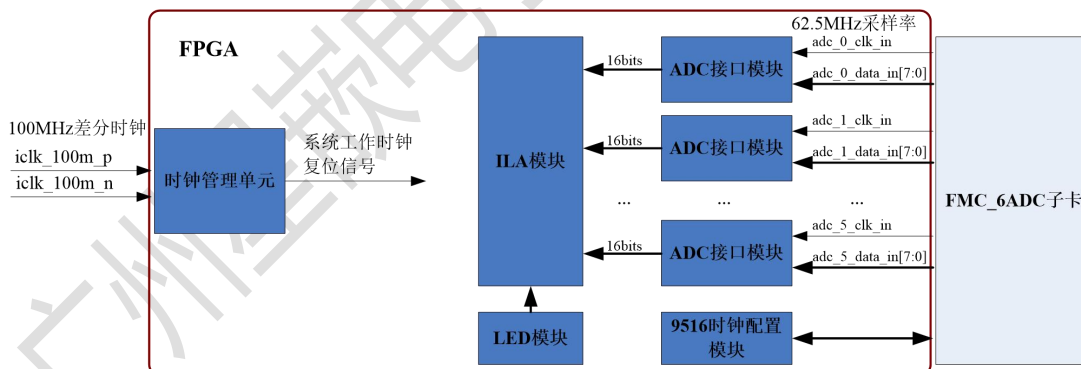 FPGA
62.5MHz采样率
100MHz差分时钟
iclk_100m_p
iclk_100m_n
时钟管理单元
系统工作时钟
复位信号
ILA模块
LED模块
16bits
ADC接口模块
adc_0_clk_in
adc_0_data_in[7:0]
16bits
ADC接口模块
adc_1_clk_in
adc_1_data_in[7:0]
...
...
...
16bits
ADC接口模块
adc_5_clk_in
adc_5_data_in[7:0]
9516时钟配置
模块
FMC_6ADC子卡
广州星嵌电